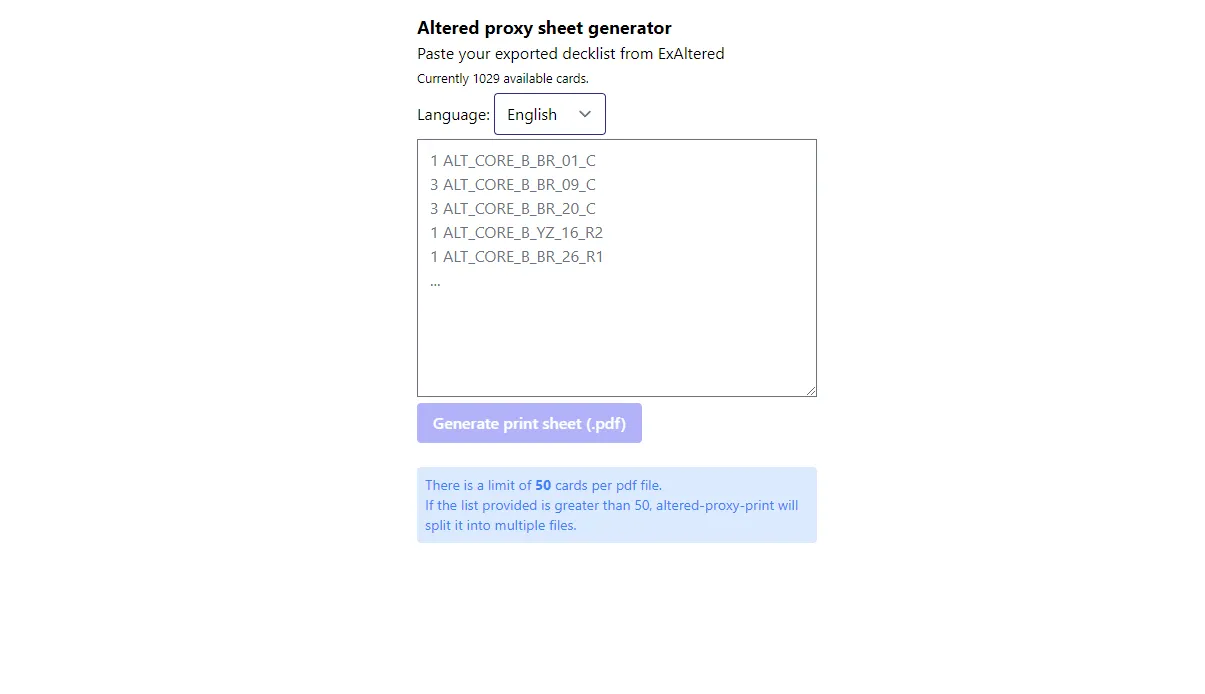 Altered proxy sheet generator
Paste your exported decklist from ExAltered
Currently 1029 available cards.
Language: English
1 ALT_CORE_B_BR_01_C
3 ALT_CORE_B_BR_09_C
3 ALT_CORE_B_BR_20_C
1 ALT_CORE_B_YZ_16_R2
1 ALT_CORE_B_BR_26_R1
...
Generate print sheet (.pdf)
There is a limit of 50 cards per pdf file.
If the list provided is greater than 50, altered-proxy-print will
split it into multiple files.